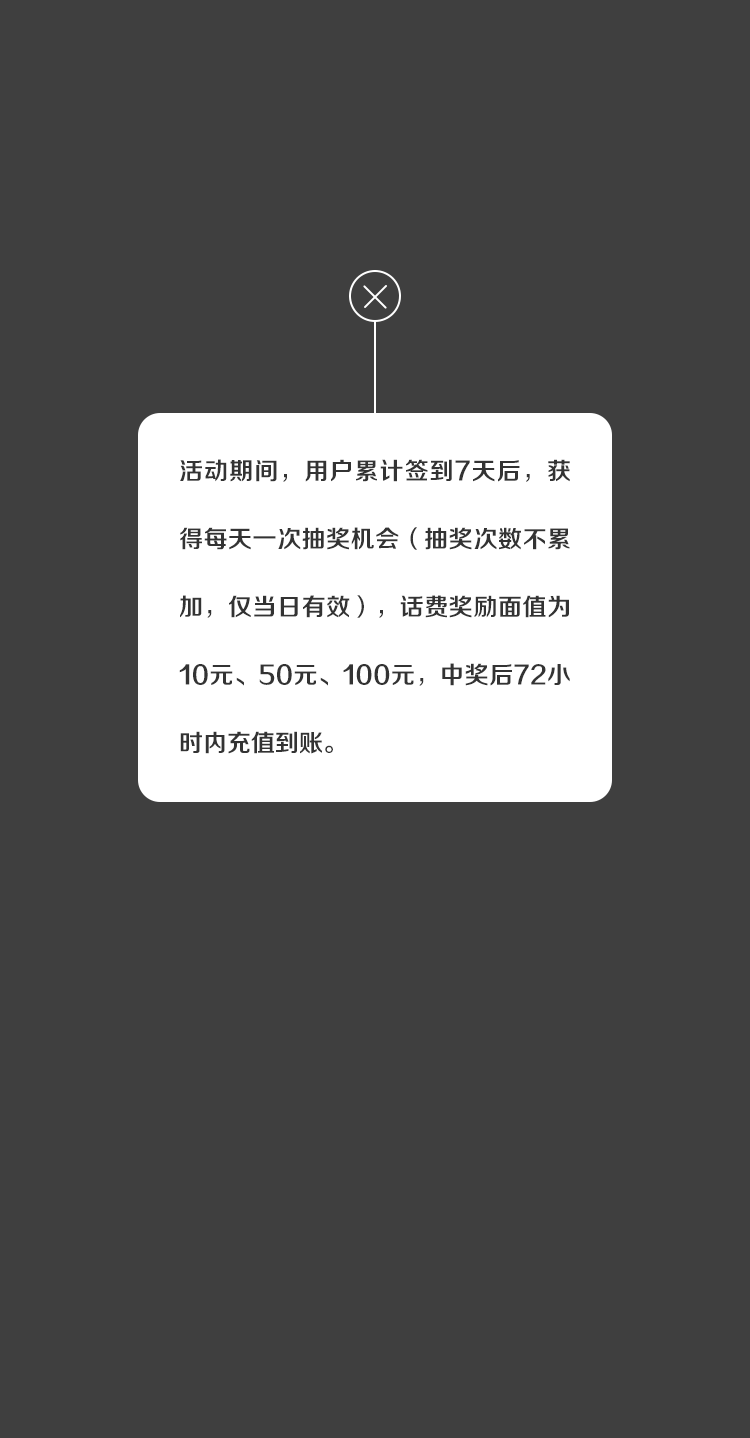 活动期间，用户累计签到7天后，获
得每天一次抽奖机会（抽奖次数不累
加，仅当日有效），话费奖励面值为
10元、50元、100元，中奖后72小
时内充值到账。